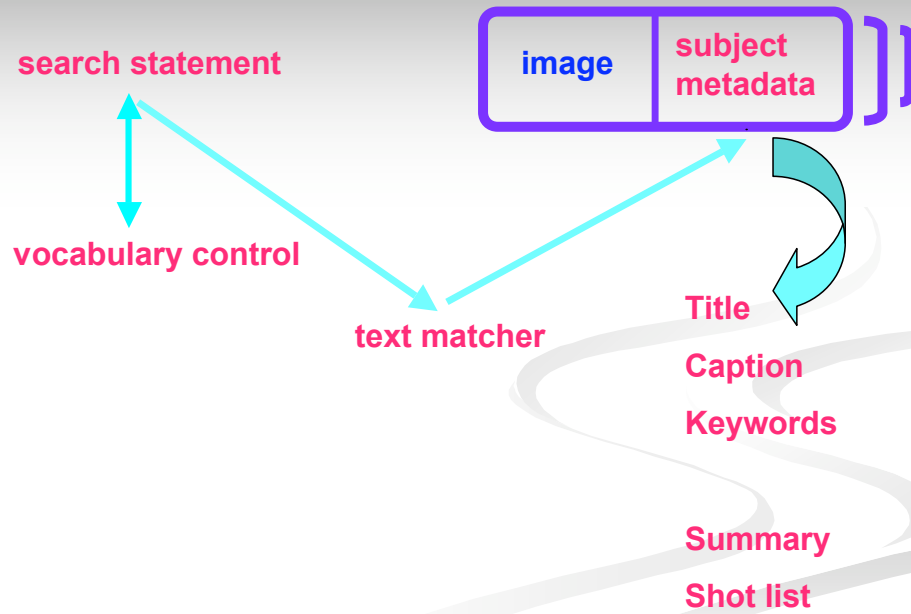 search statement
image
subject
metadata
vocabulary control
text matcher
Title
Caption
Keywords
Summary
Shot list